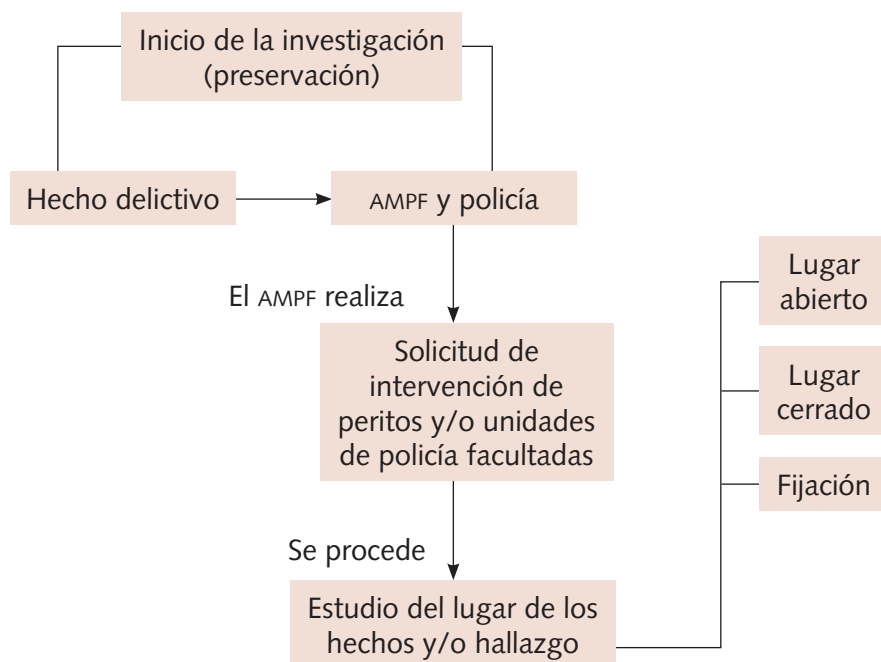 Inicio de la investigación
(preservación)
Hecho delictivo
AMPF y policía
El AMPF realiza
Solicitud de
intervención de
peritos y/o unidades
de policía facultadas
Se procede
Estudio del lugar de los
hechos y/o hallazgo
Lugar
abierto
Lugar
cerrado
Fijación